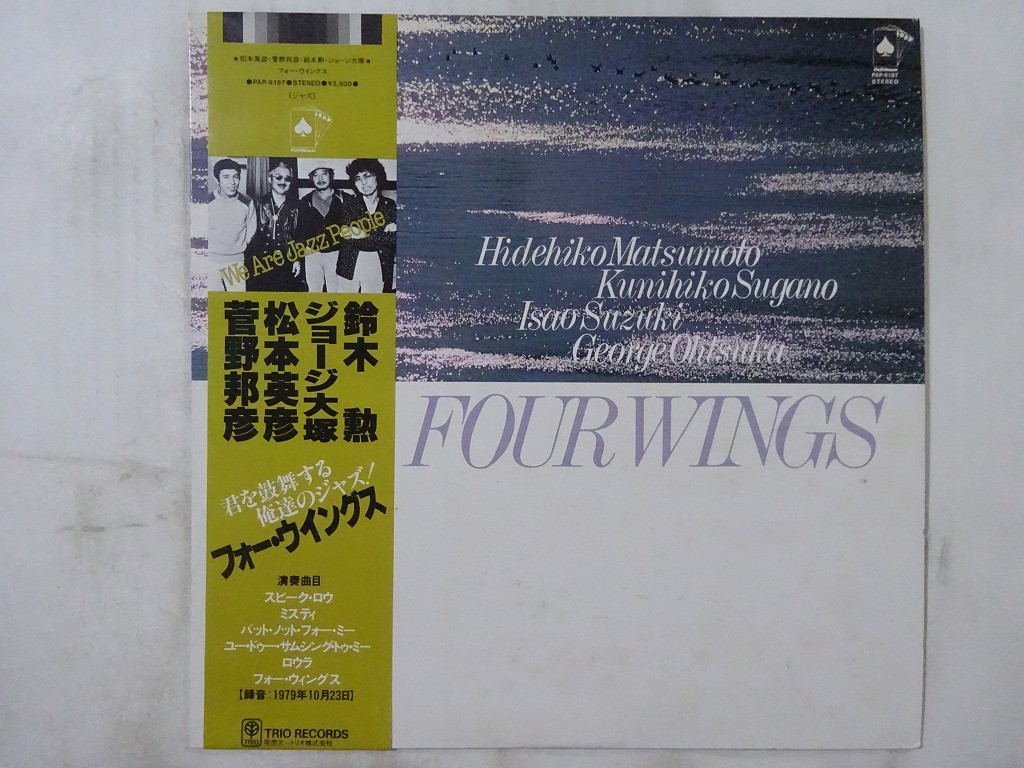 ★松本英彦・菅野邦彦・鈴木勲・ジョージ大塚★
フォー・ウイングス
●PAP-9197●STEREO●¥2,500●
(ジャズ)
TRAP
We Are Jazz People
鈴木 勲
ジョージ大塚
松本英彦
菅野邦彦
君を鼓舞する
俺達のジャズ!
フォー・ウイングス
演奏曲目
スピーク・ロウ
ミスティ
バット・ノット・フォー・ミー
ユー・ドゥー・サムシング・トゥ・ミー
ロウラ
フォー・ウィングス
【録音:1979年10月23日】
TRIO
TRIO RECORDS
発売元・トリオ株式会社
PAP-9197
STEREO
Hidehiko Matsumoto
Kunihiko Sugano
Isao Suzuki
George Ohtsuka
FOUR WINGS